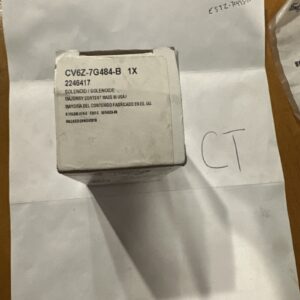 CV6Z-7G484-B 1X
2246417
SOLENOID / SOLENOIDE
MAJORITY CONTENT MADE IN USA /
MAYORIA DEL CONTENIDO FABRICADO EN EE. UU.
CT